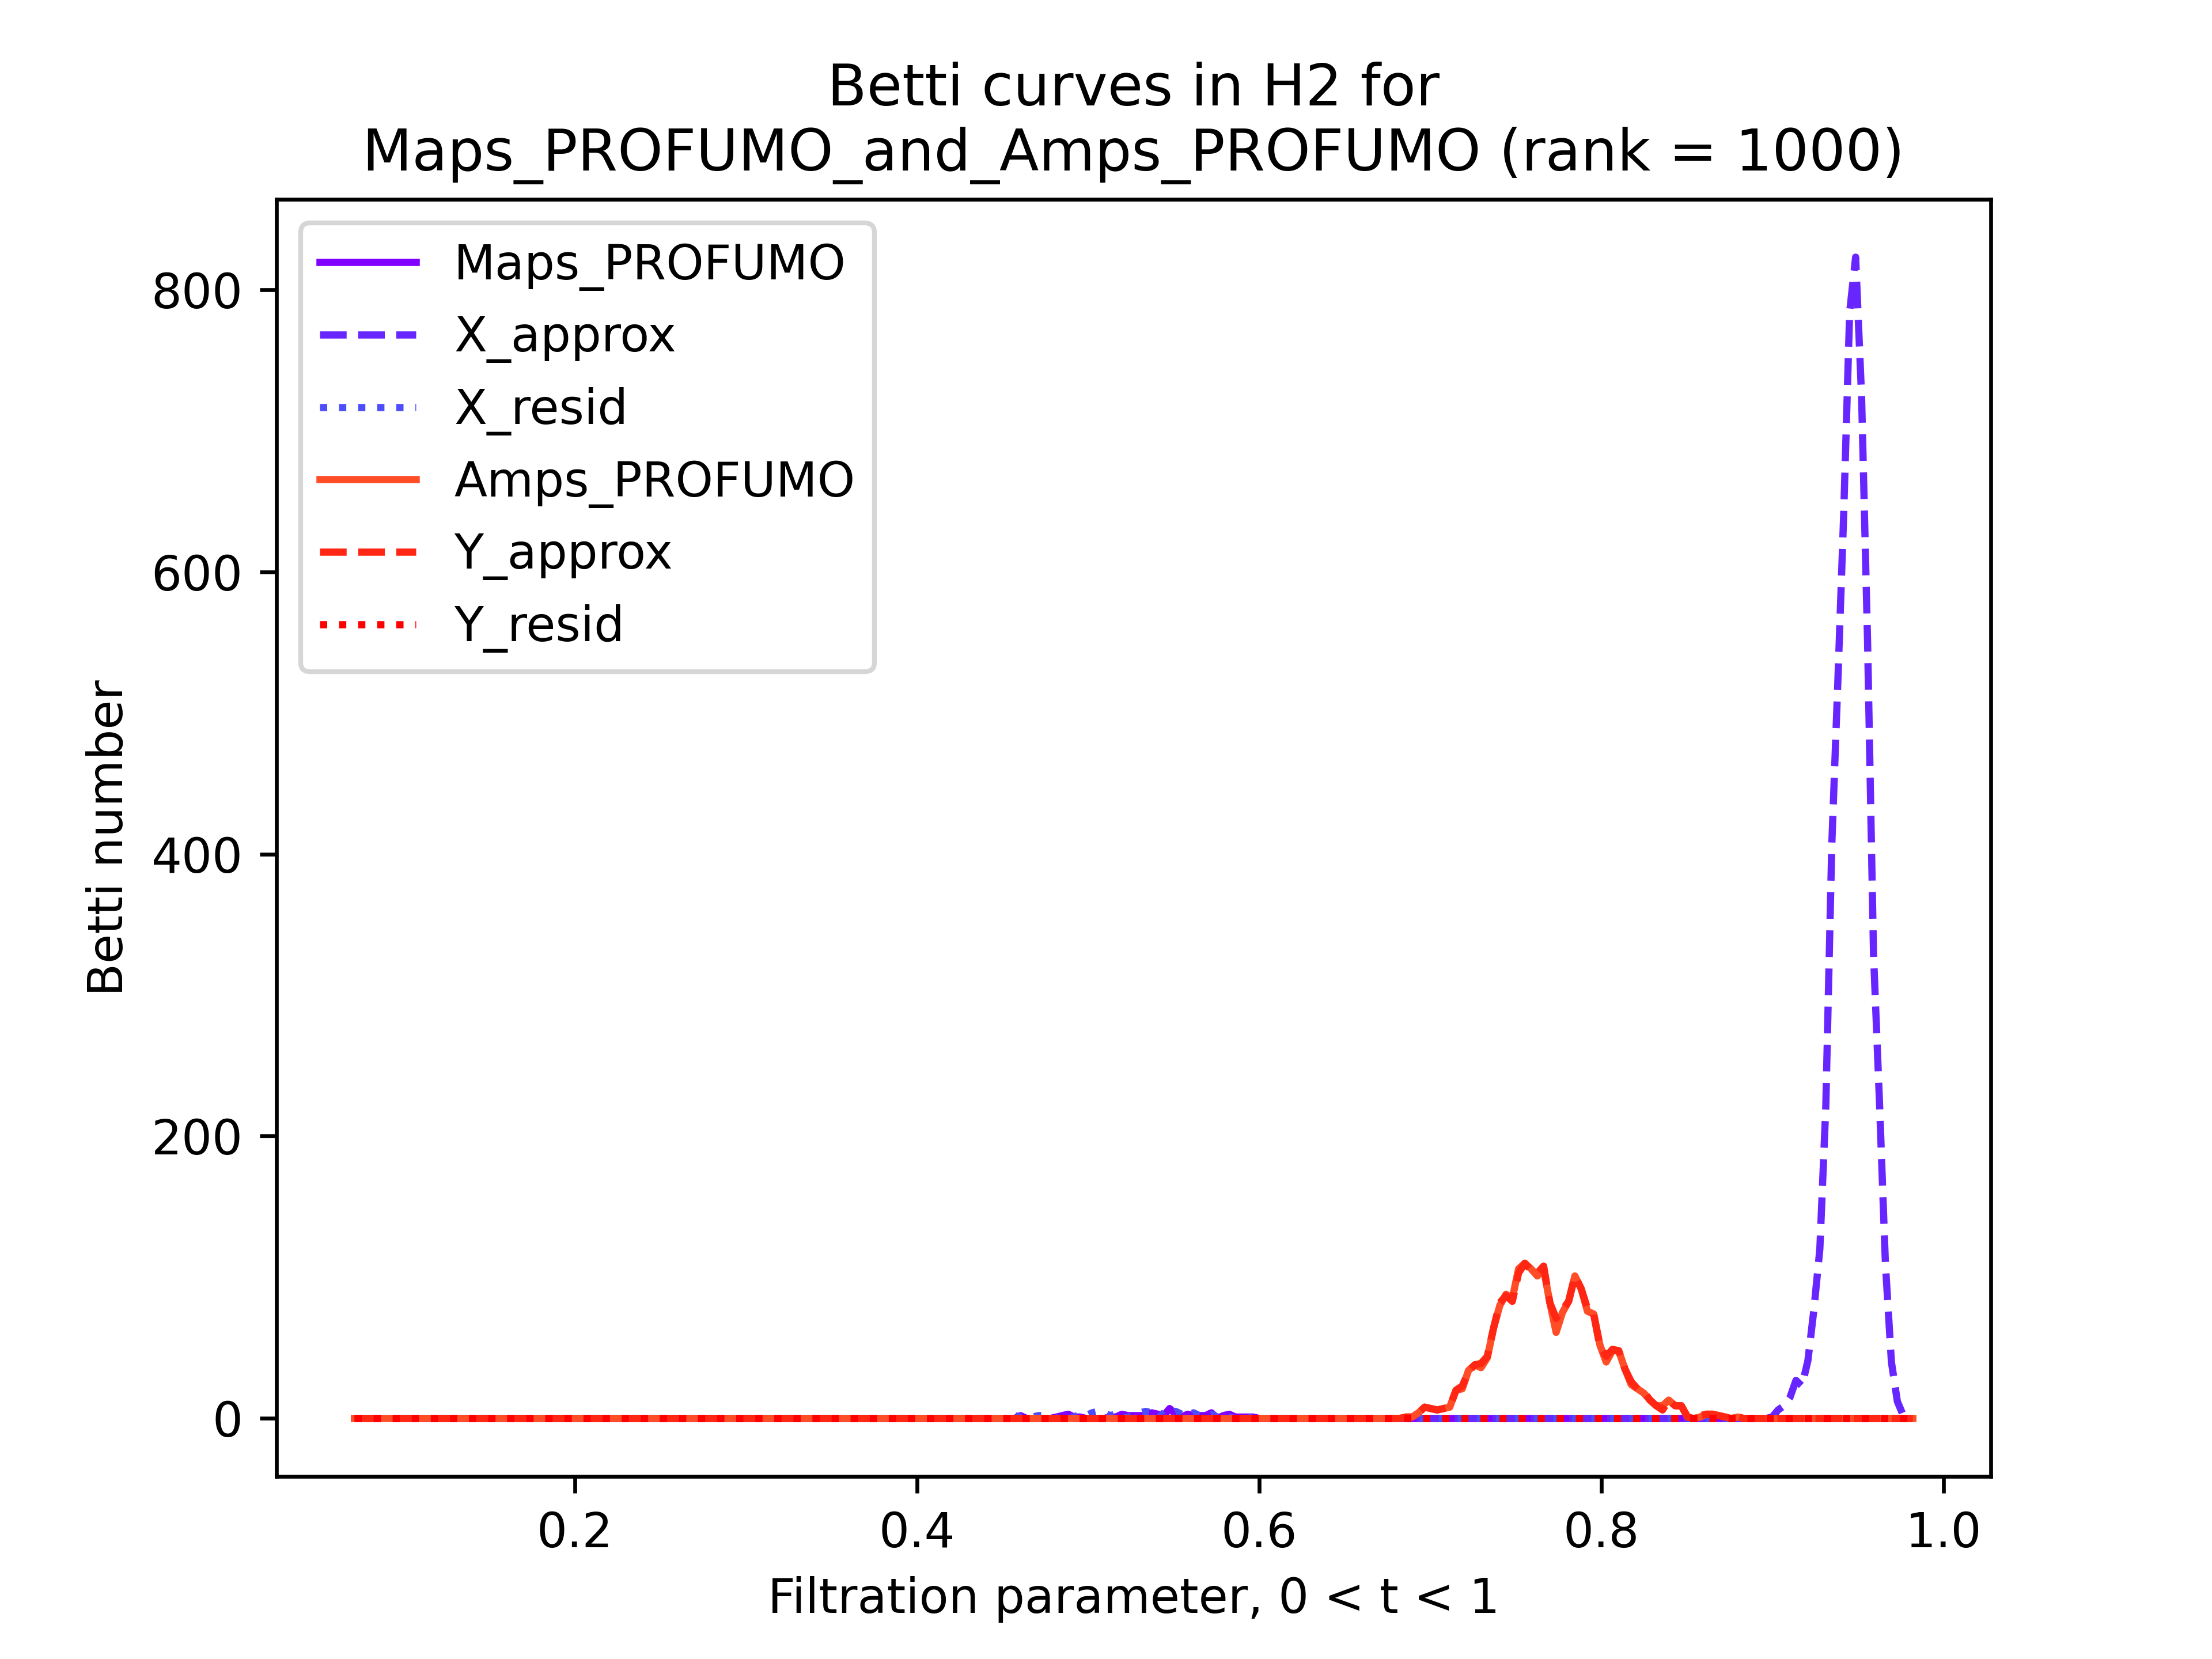 Betti curves in H2 for
Maps_PROFUMO_and_Amps_PROFUMO (rank = 1000)
Maps_PROFUMO
X_approx
X_resid
Amps_PROFUMO
Y_approx
Y_resid
Betti number
800
600
400
200
0
0.2 0.4 0.6 0.8 1.0
Filtration parameter, 0 < t < 1